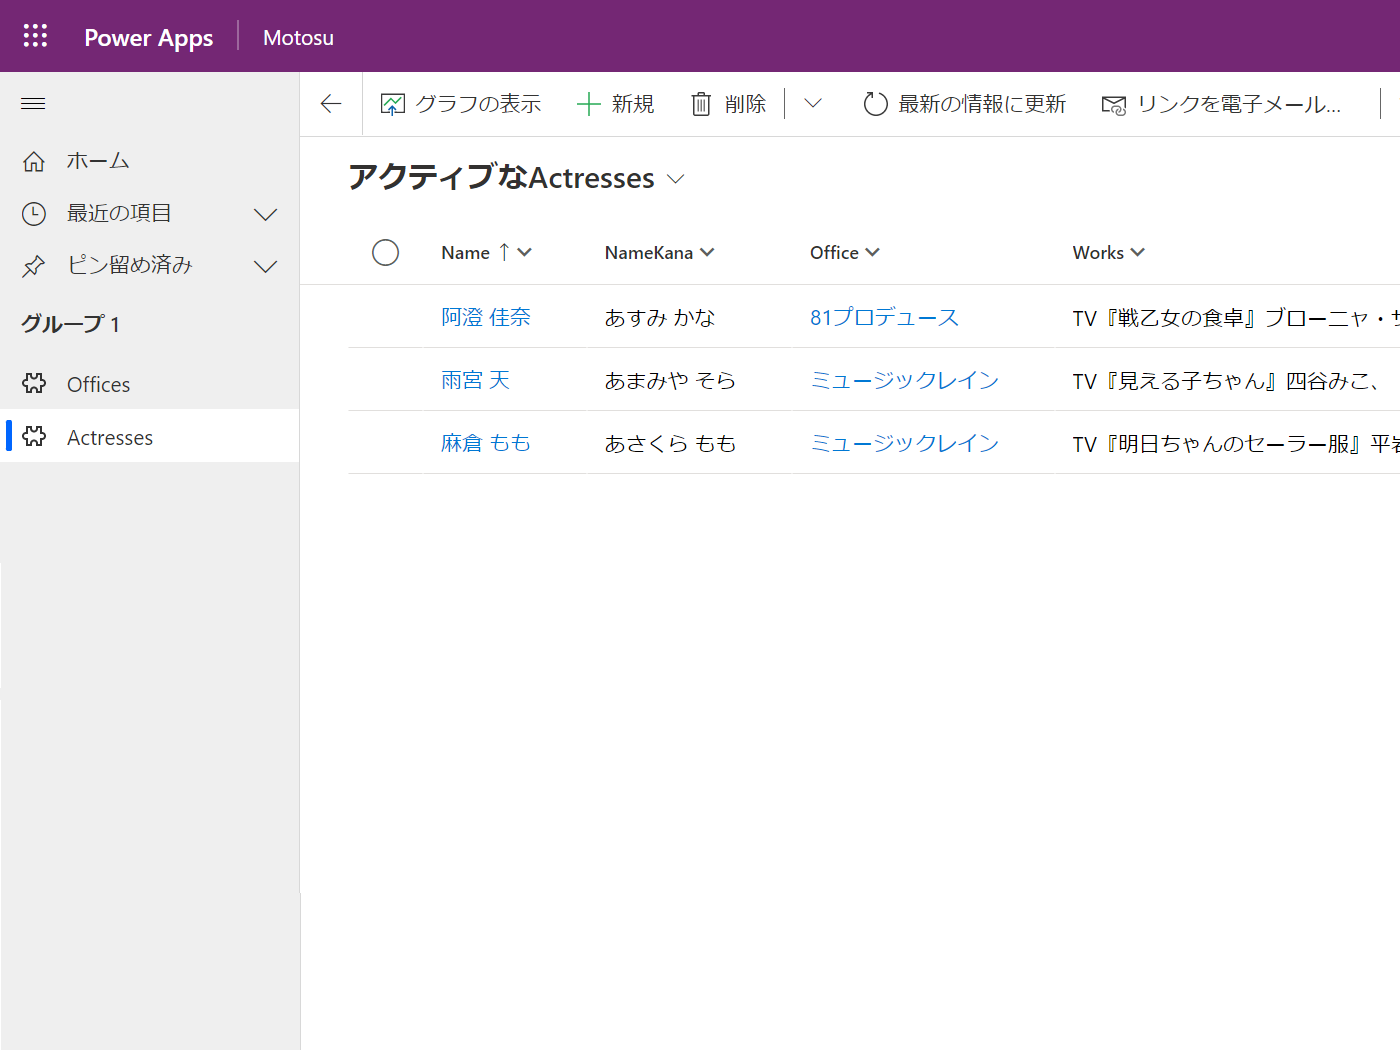 Power Apps Motosu
グラフの表示 新規 削除 最新の情報に更新 リンクを電子メール...
ホーム
最近の項目
ピン留め済み
グループ 1
Offices
Actresses
アクティブなActresses
Name ↑ NameKana Office Works
阿澄 佳奈 あすみ かな 81プロデュース TV『戦乙女の食卓』ブローニャ・
雨宮 天 あまみや そら ミュージックレイン TV『見える子ちゃん』四谷みこ、
麻倉 もも あさくら もも ミュージックレイン TV『明日ちゃんのセーラー服』平